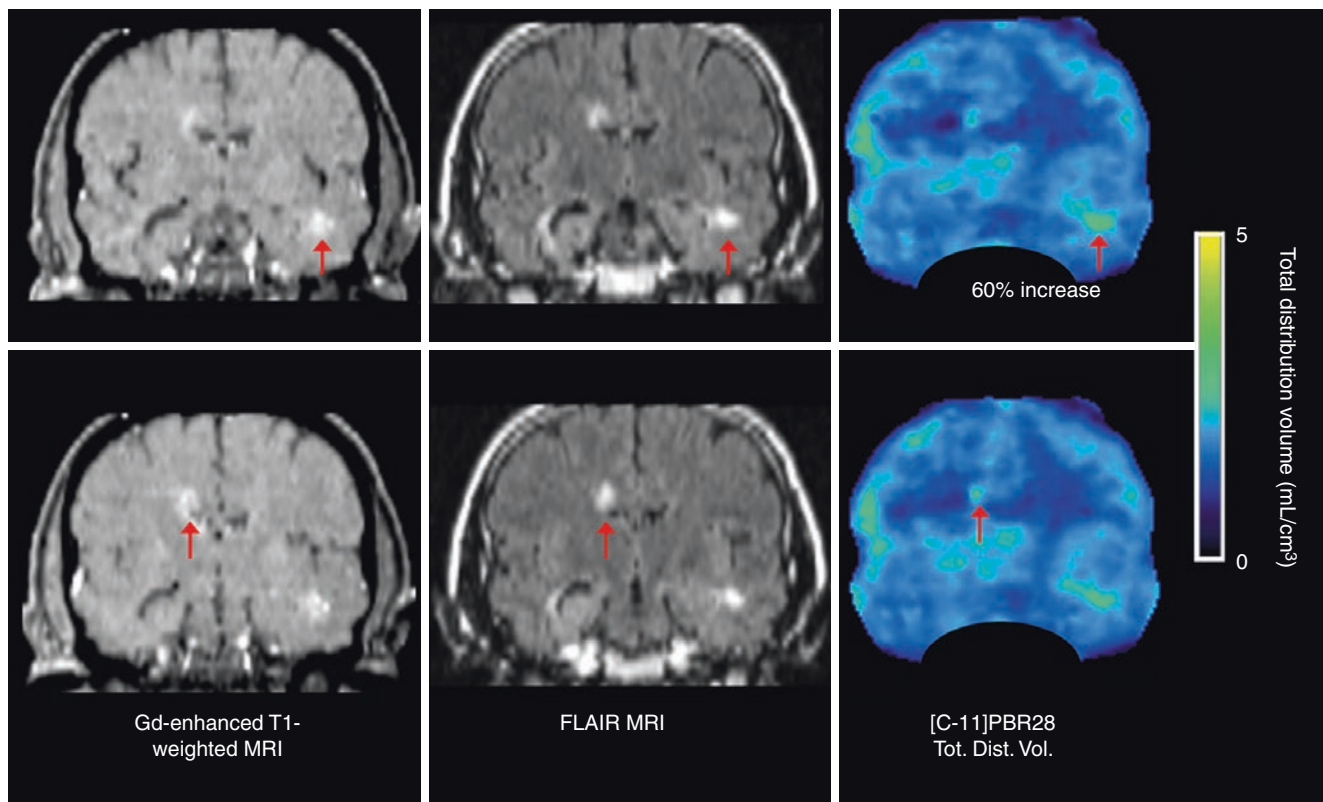 60% increase
5
0
Total distribution volume (mL/cm³)
Gd-enhanced T1-
weighted MRI
FLAIR MRI
[C-11]PBR28
Tot. Dist. Vol.